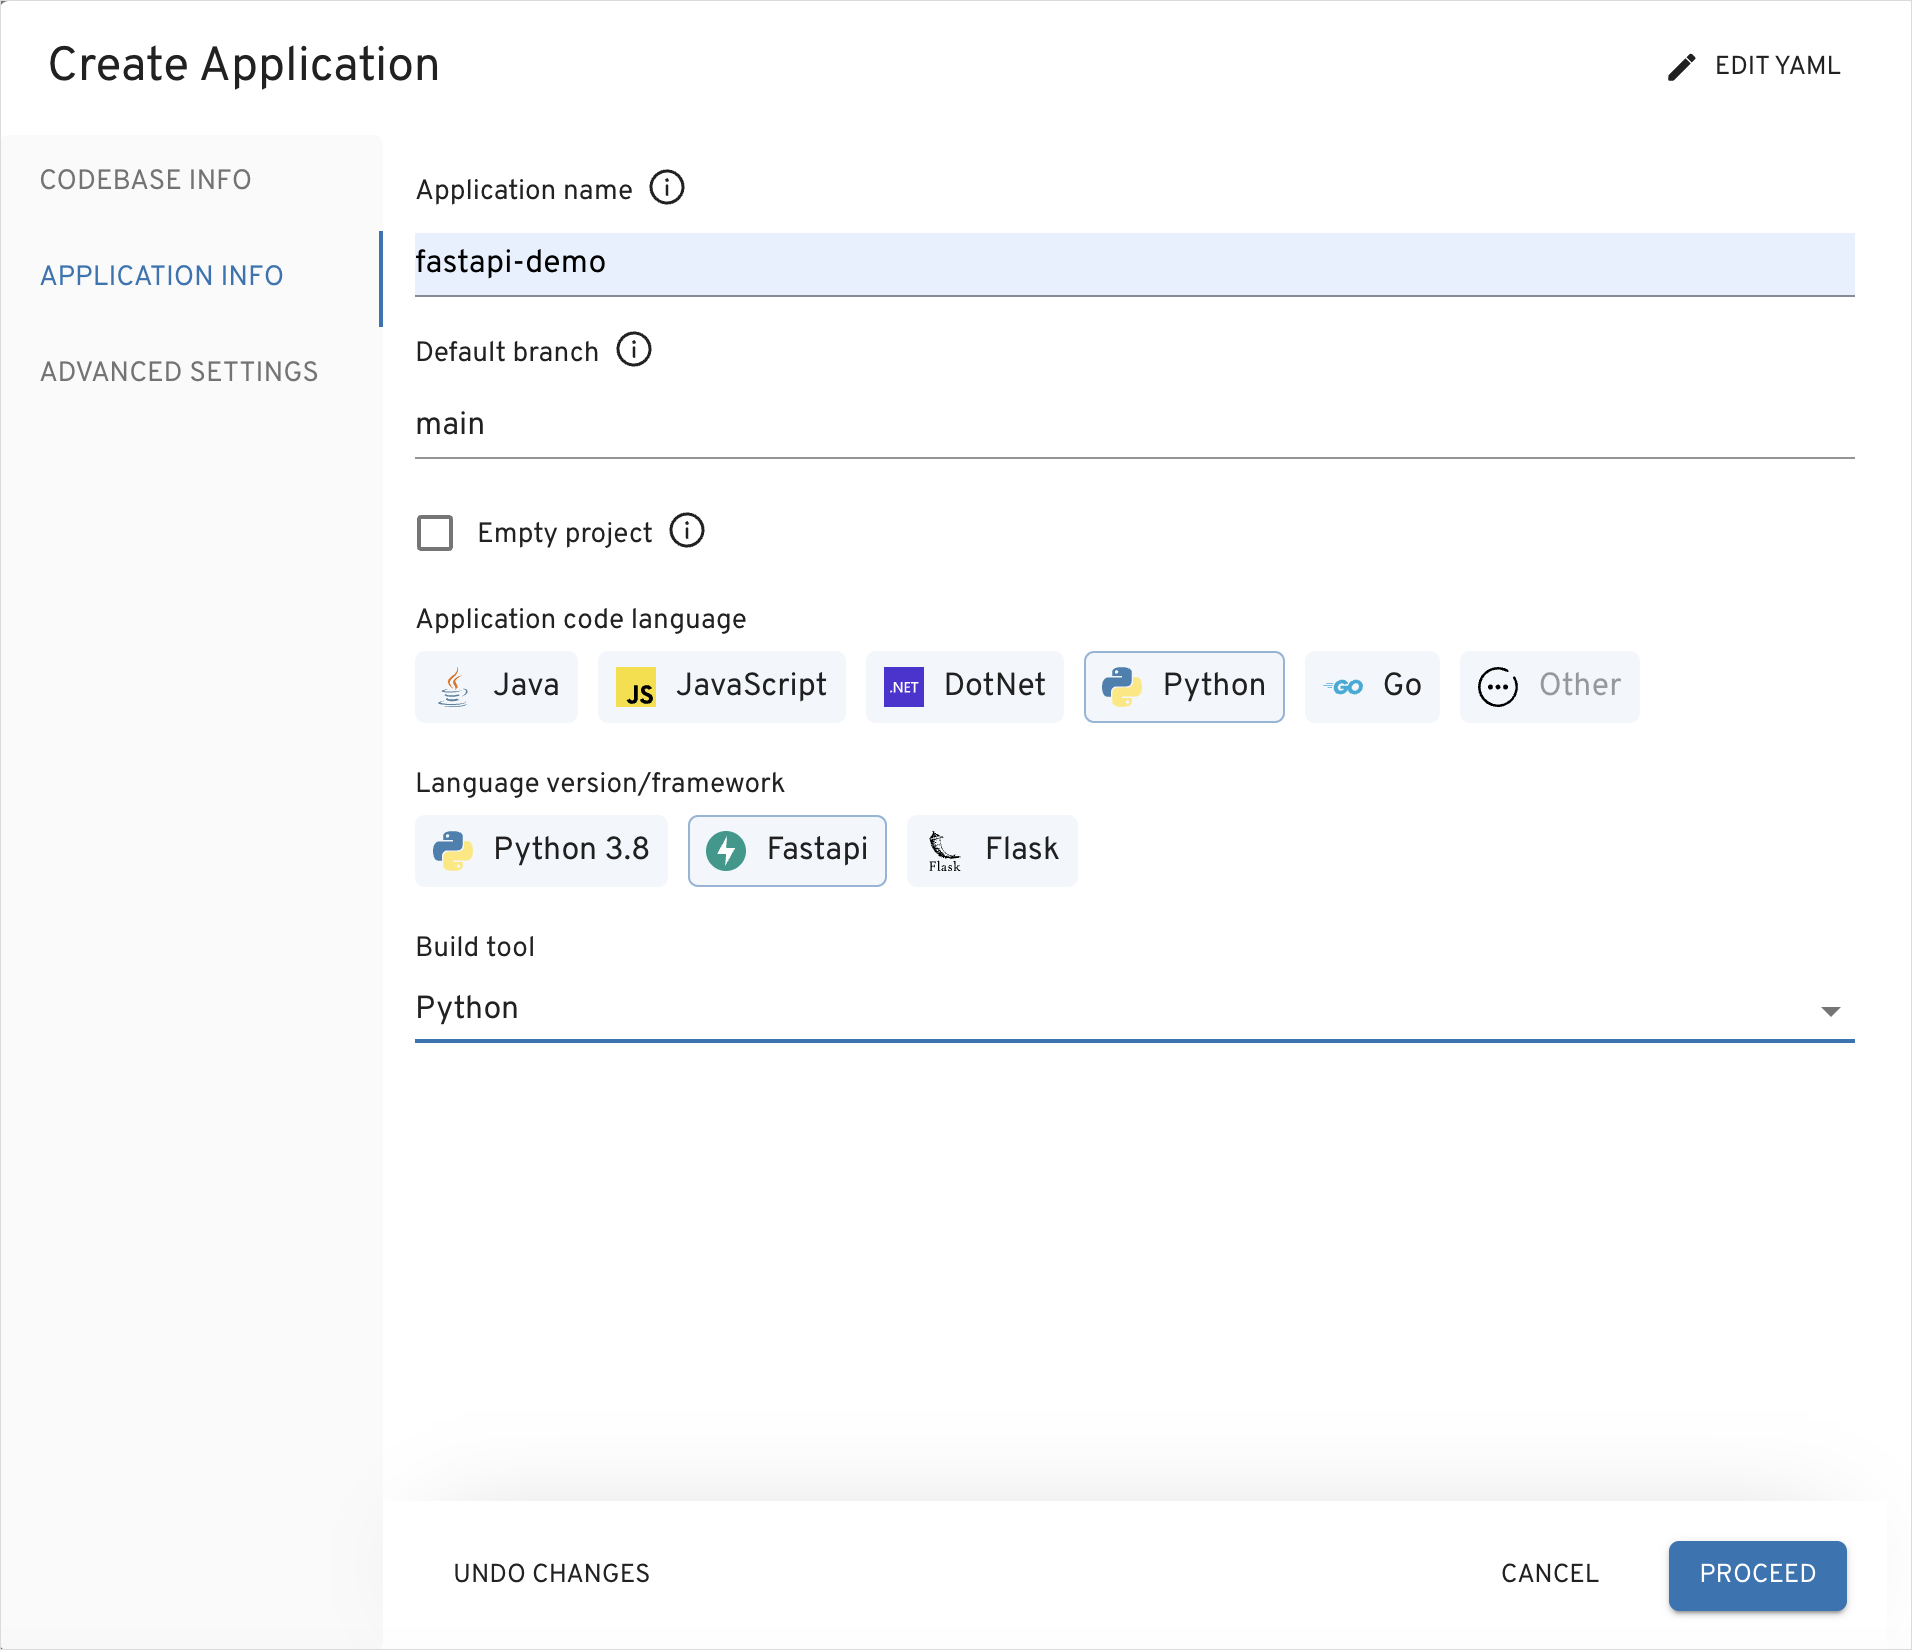 Create Application
EDIT YAML
CODEBASE INFO
APPLICATION INFO
ADVANCED SETTINGS
Application name
fastapi-demo
Default branch
main
Empty project
Application code language
Java
JS JavaScript
.NET DotNet
Python
GO Go
Other
Language version/framework
Python 3.8
Fastapi
Flask Flask
Build tool
Python
UNDO CHANGES
CANCEL
PROCEED